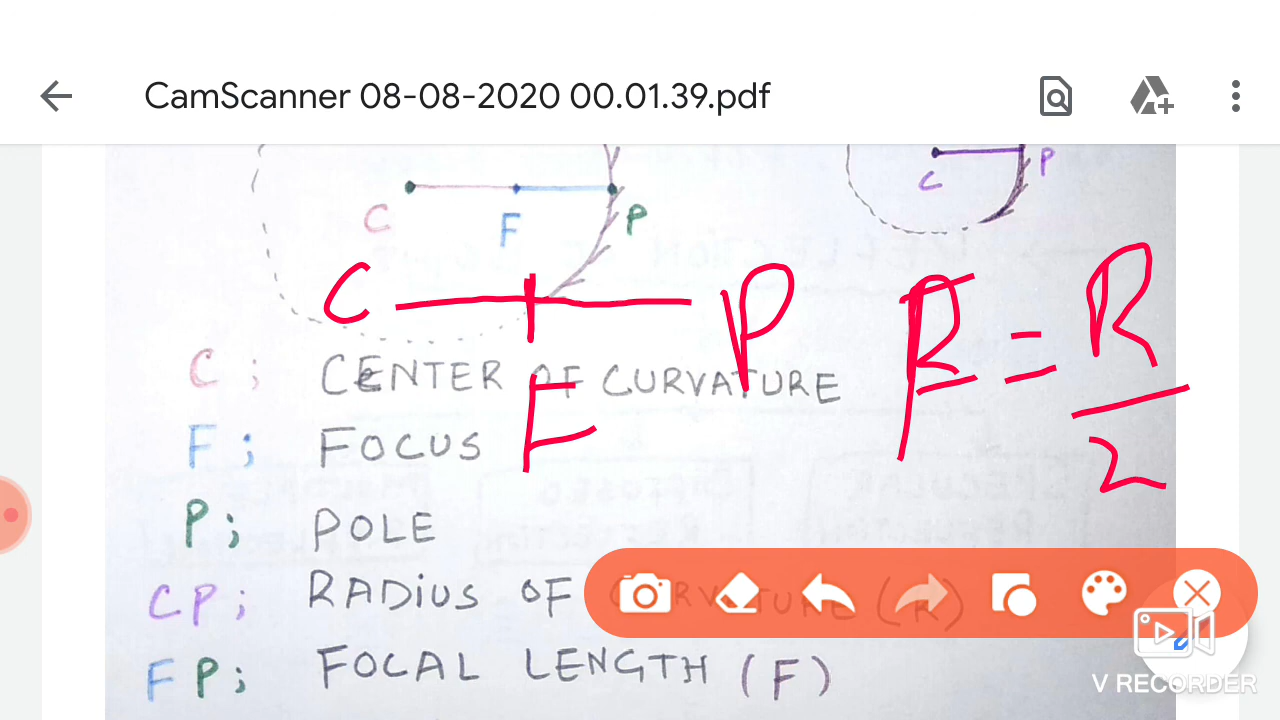 CamScanner 08-08-2020 00.01.39.pdf
C P
C F P
C P
F = R
2
F
C ; CENTER OF CURVATURE
F ; FOCUS
P ; POLE
CP ; RADIUS OF CURVATURE (R)
FP ; FOCAL LENGTH (F)
V RECORDER